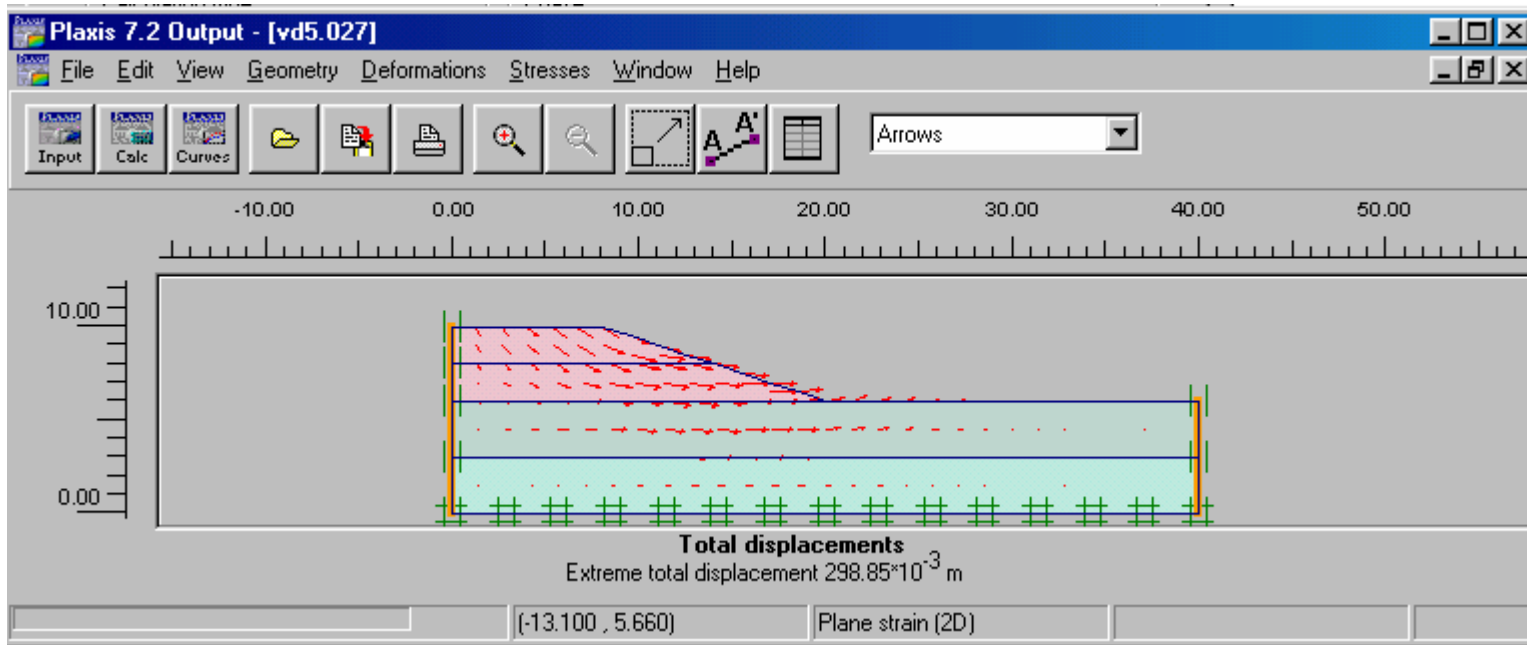 Plaxis 7.2 Output - [vd5.027]
File Edit View Geometry Deformations Stresses Window Help
Input Calc Curves A A' Arrows
-10.00 0.00 10.00 20.00 30.00 40.00 50.00
10.00
0.00
Total displacements
Extreme total displacement 298.85*10-3 m
(-13.100 , 5.660) Plane strain (2D)